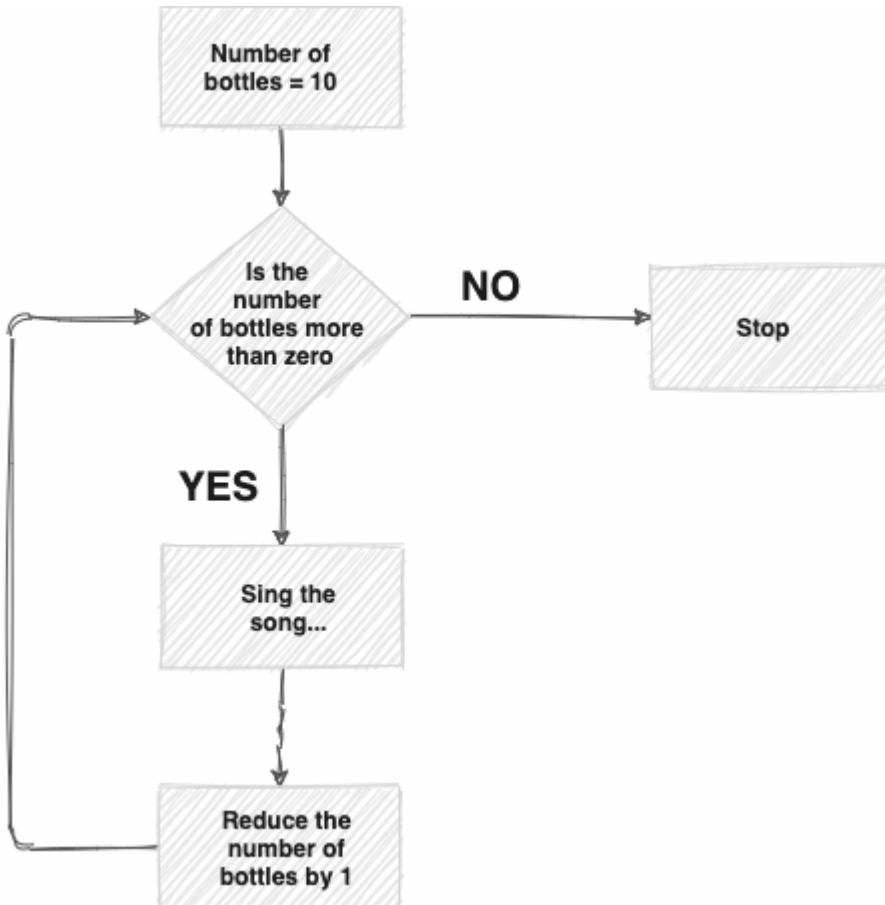 Number of
bottles = 10
Is the
number
of bottles more
than zero
NO
Stop
YES
Sing the
song...
Reduce the
number of
bottles by 1